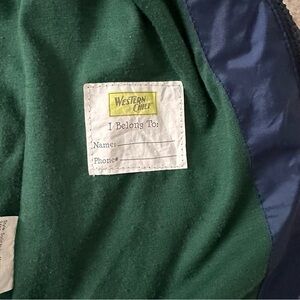 WESTERN
CHIEF
I Belong To:
Name:
Phone#